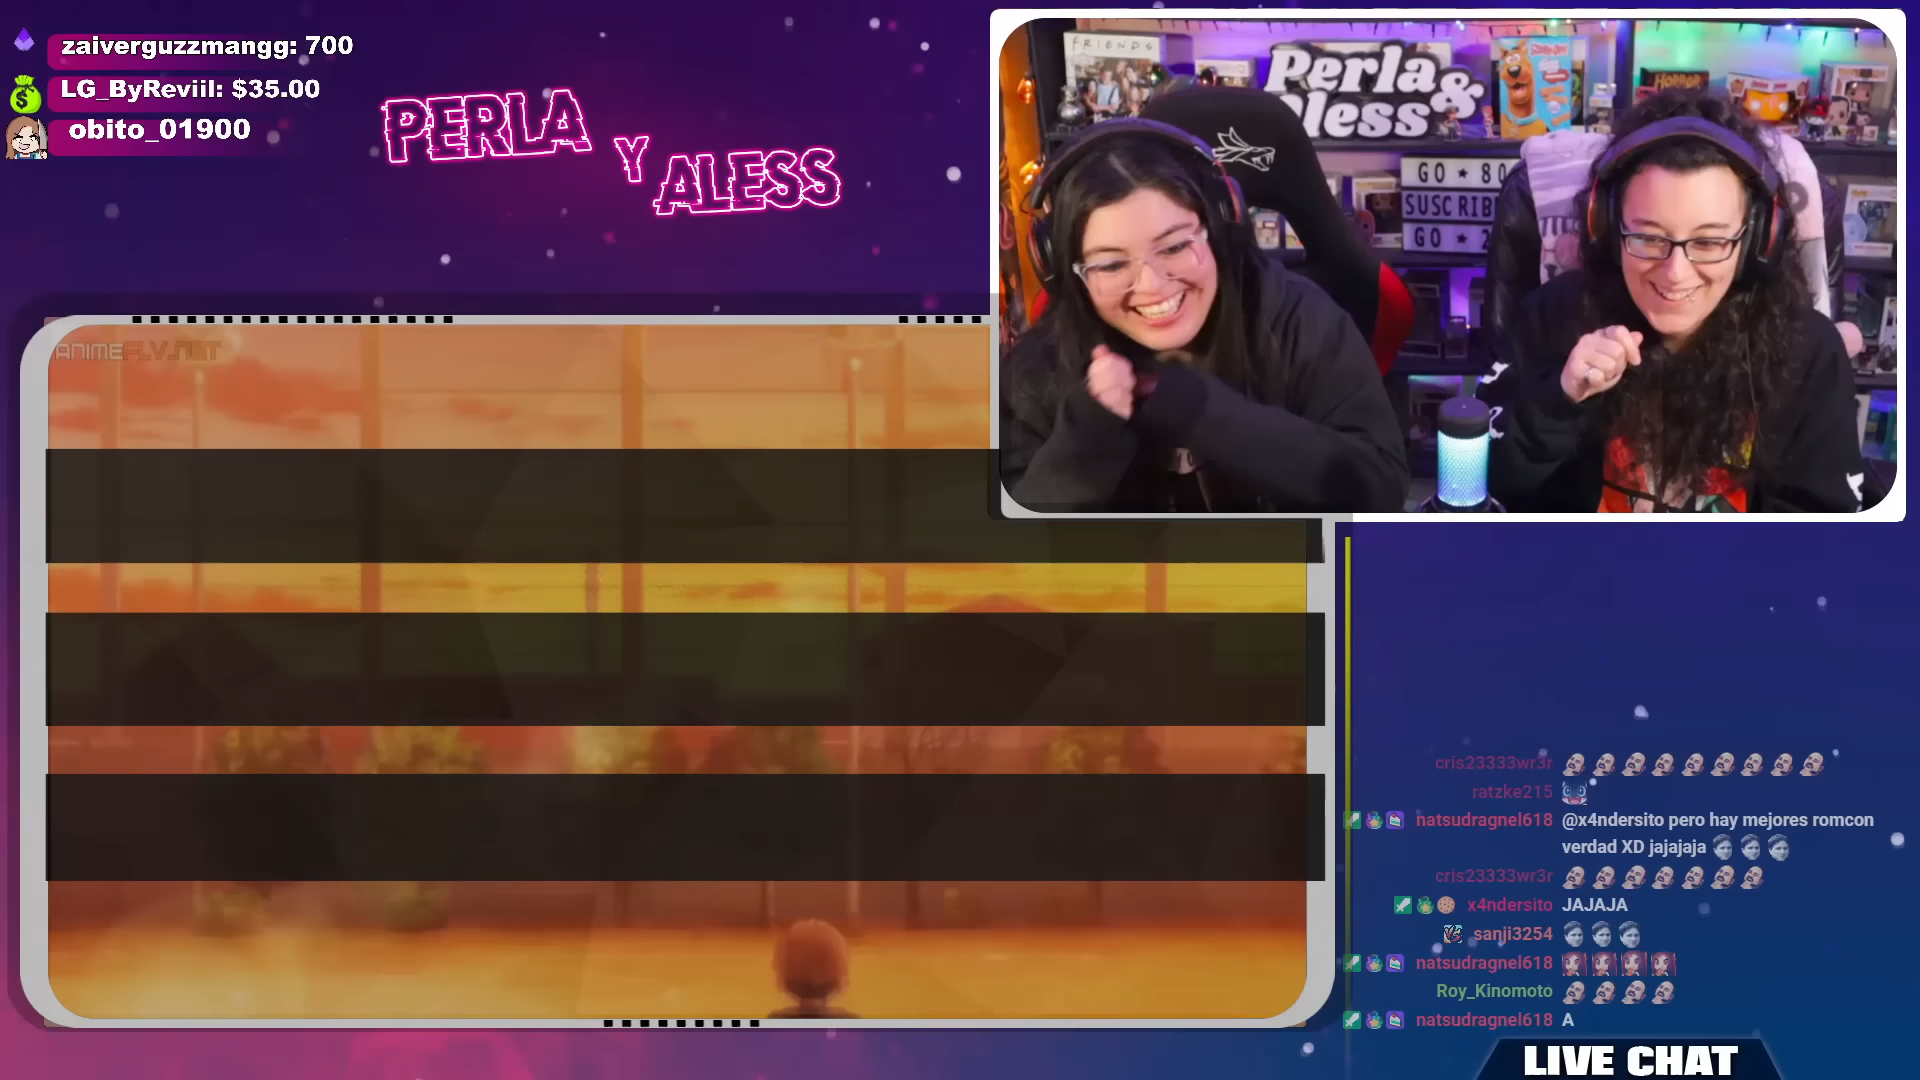 zaiverguzzmangg: 700
LG_ByReviil: $35.00
obito_01900
PERLA
Y
ALESS
ANIMEFLV.NET
FRIENDS
Perla &
Aless
SCOOBY-DOO!
HORROR
GO ★ 80
SUSCRIB
GO ★ 2
cris23333wr3r
ratzke215
natsudragnel618 @x4ndersito pero hay mejores romcon
verdad XD jajajaja
cris23333wr3r
x4ndersito JAJAJA
sanji3254
natsudragnel618
Roy_Kinomoto
natsudragnel618 A
LIVE CHAT